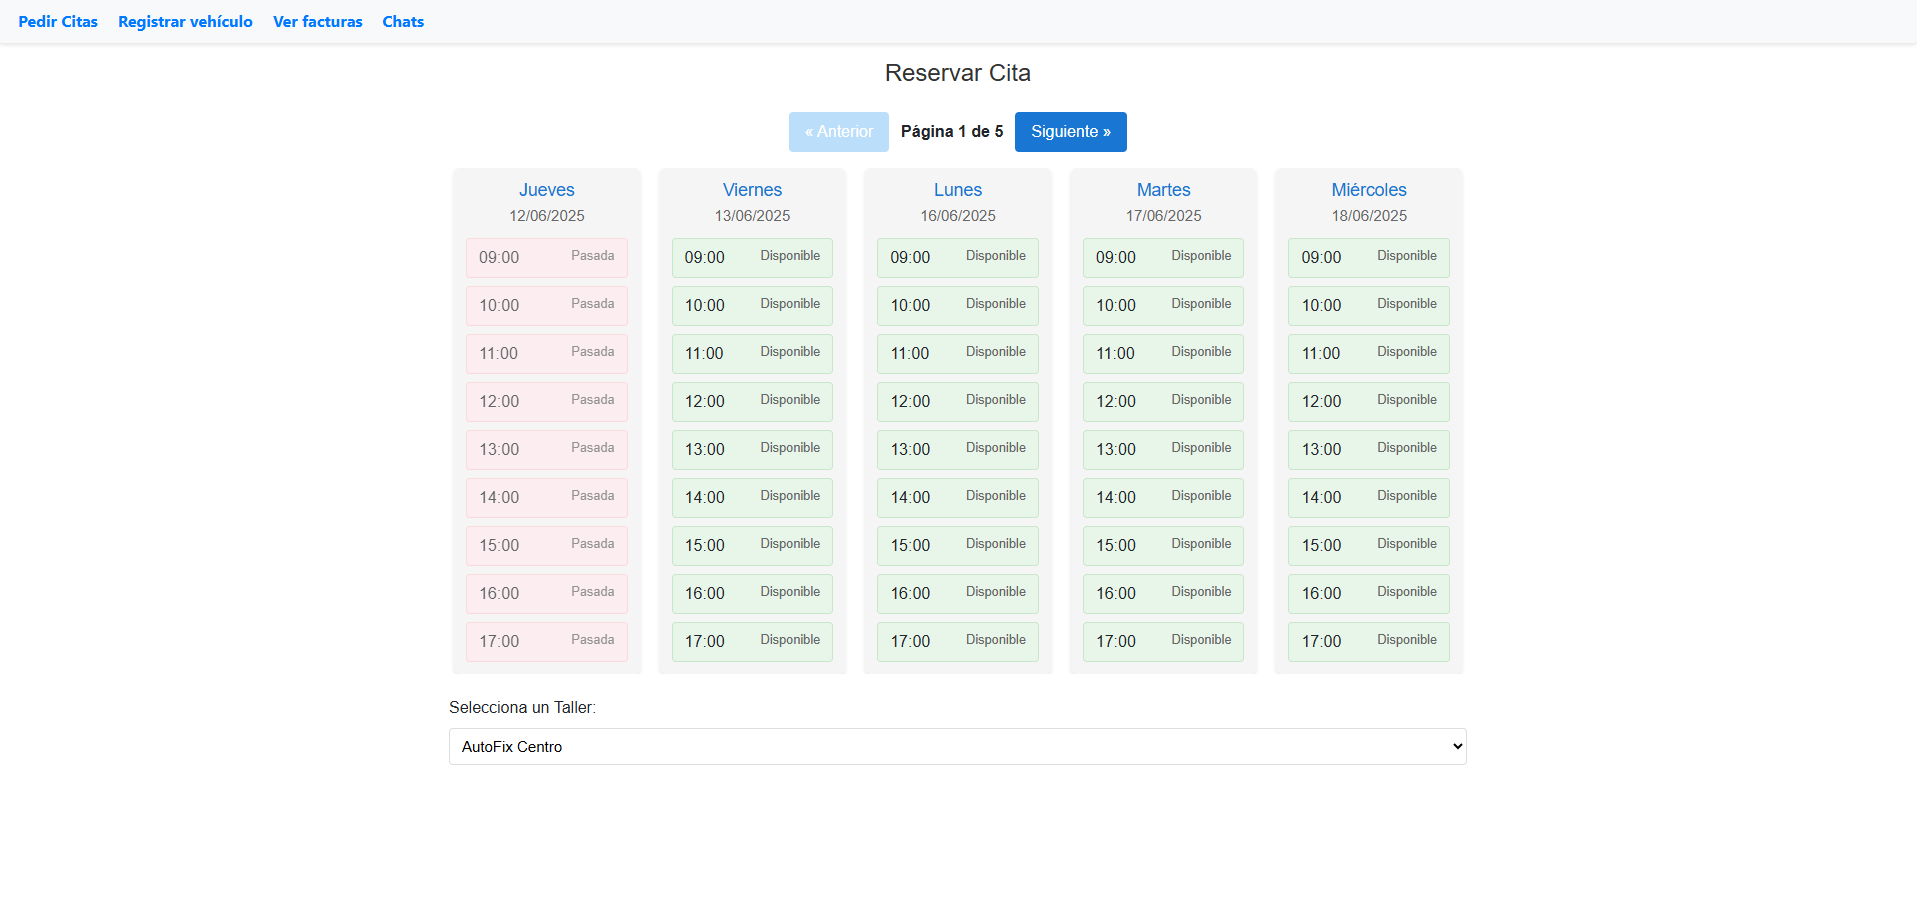 Pedir Citas Registrar vehículo Ver facturas Chats
Reservar Cita
« Anterior Página 1 de 5 Siguiente »
Jueves
12/06/2025
09:00 Pasada
10:00 Pasada
11:00 Pasada
12:00 Pasada
13:00 Pasada
14:00 Pasada
15:00 Pasada
16:00 Pasada
17:00 Pasada
Viernes
13/06/2025
09:00 Disponible
10:00 Disponible
11:00 Disponible
12:00 Disponible
13:00 Disponible
14:00 Disponible
15:00 Disponible
16:00 Disponible
17:00 Disponible
Lunes
16/06/2025
09:00 Disponible
10:00 Disponible
11:00 Disponible
12:00 Disponible
13:00 Disponible
14:00 Disponible
15:00 Disponible
16:00 Disponible
17:00 Disponible
Martes
17/06/2025
09:00 Disponible
10:00 Disponible
11:00 Disponible
12:00 Disponible
13:00 Disponible
14:00 Disponible
15:00 Disponible
16:00 Disponible
17:00 Disponible
Miércoles
18/06/2025
09:00 Disponible
10:00 Disponible
11:00 Disponible
12:00 Disponible
13:00 Disponible
14:00 Disponible
15:00 Disponible
16:00 Disponible
17:00 Disponible
Selecciona un Taller:
AutoFix Centro